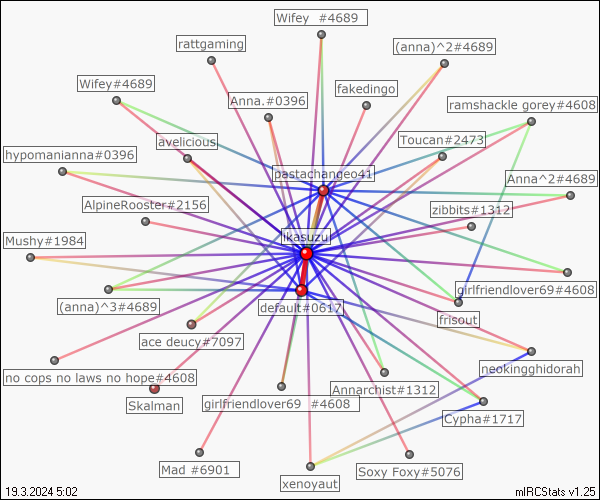 Wifey #4689
rattgaming
(anna)^2#4689
Wifey#4689
fakedingo
Anna.#0396
ramshackle gorey#4608
avelicious
Toucan#2473
hypomanianna#0396
pastachangeo41
Anna^2#4689
AlpineRooster#2156
zibbits#1312
Mushy#1984
ikasuzu
girlfriendlover69#4608
(anna)^3#4689
default#0617
frisout
ace deucy#7097
neokingghidorah
no cops no laws no hope#4608
Annarchist#1312
Skalman
girlfriendlover69 #4608
Cypha#1717
Mad #6901
Soxy Foxy#5076
xenoyaut
19.3.2024 5:02
mIRCStats v1.25